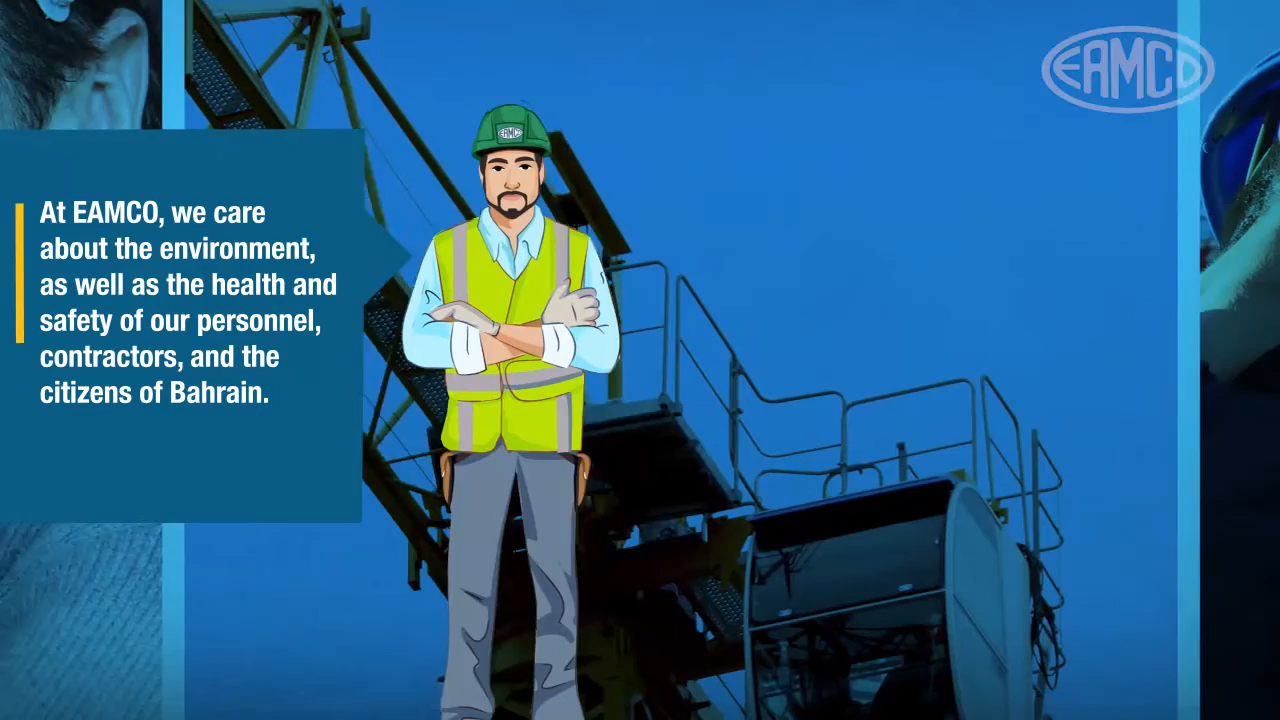 EAMCO
EAMCO
At EAMCO, we care
about the environment,
as well as the health and
safety of our personnel,
contractors, and the
citizens of Bahrain.